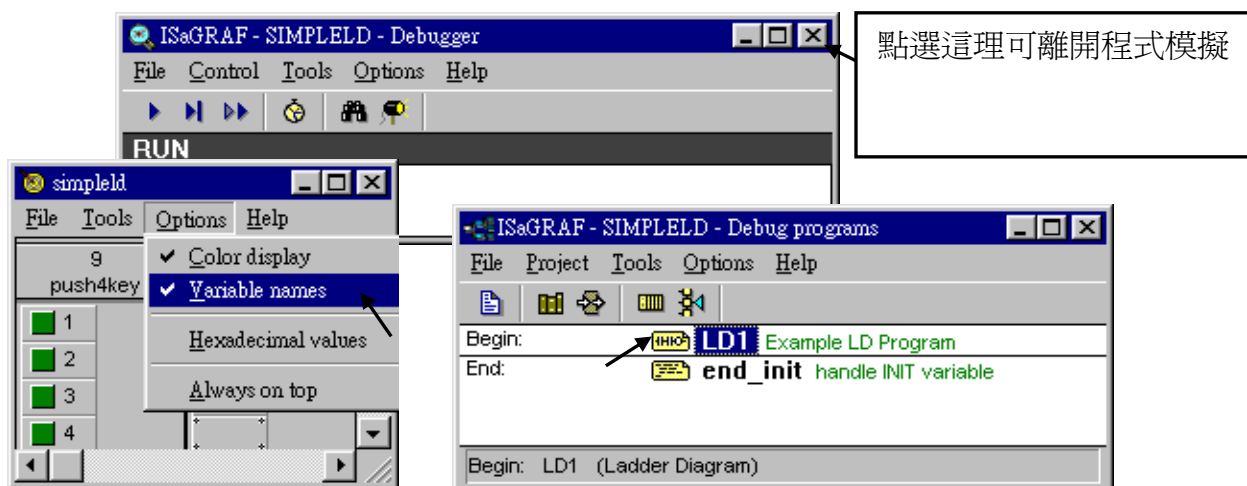 ISaGRAF - SIMPLELD - Debugger
File Control Tools Options Help
RUN
點選這理可離開程式模擬
simpleld
File Tools Options Help
9
push4key
1
2
3
4
Color display
Variable names
Hexadecimal values
Always on top
ISaGRAF - SIMPLELD - Debug programs
File Project Tools Options Help
Begin: LD1 Example LD Program
End: end_init handle INIT variable
Begin: LD1 (Ladder Diagram)